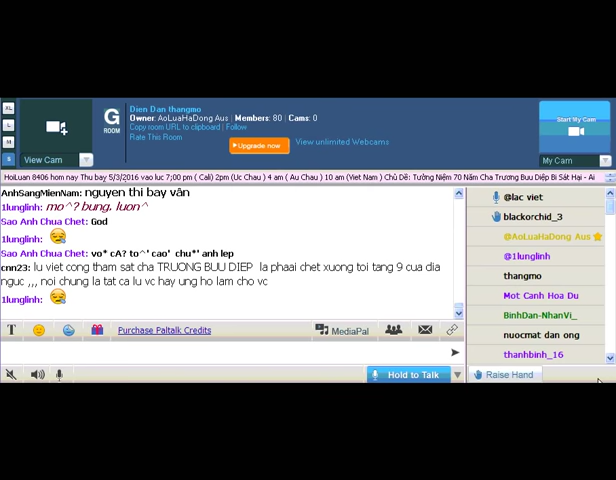 XL
L
M
S
View Cam
G
ROOM
Dien Dan thangmo
Owner: AoLuaHaDong Aus | Members: 80 | Cams: 0
Copy room URL to clipboard | Follow
Rate This Room
Upgrade now
View unlimited Webcams
Start My Cam
My Cam
HoiLuan 8406 hom nay Thu bay 5/3/2016 vao luc 7;00 pm ( Cali) 2pm (Uc Chau ) 4 am ( Au Chau ) 10 am (Viet Nam ) Chủ Đề: Tưởng Niệm 70 Năm Cha Trương Bưu Diệp Bi Sát Hại - Ai
AnhSangMienNam: nguyen thi bay vân
1lunglinh: mo^? bung. luon^
Sao Anh Chua Chet: God
1lunglinh:
Sao Anh Chua Chet: vo* cA? to^' cao' chu*' anh lep
cnn23: lu viet cong tham sat cha TRUONG BUU DIEP la phaai chet xuong toi tang 9 cua dia
nguc ,,, noi chung la tat ca lu vc hay ung ho lam cho vc
1lunglinh:
Purchase Paltalk Credits
MediaPal
Hold to Talk
@lac viet
blackorchid_3
@AoLuaHaDong Aus
@1lunglinh
thangmo
Mot Canh Hoa Du
BinhDan-NhanVi_
nuocmat dan ong
thanhbinh_16
Raise Hand